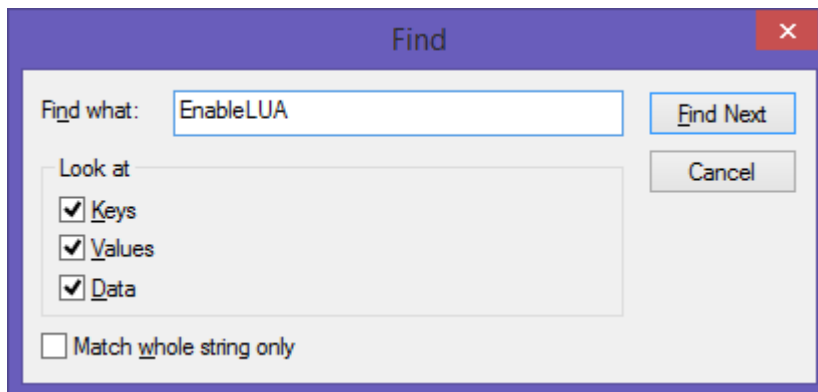 Find
Find what: EnableLUA Find Next
Look at Cancel
Keys
Values
Data
Match whole string only